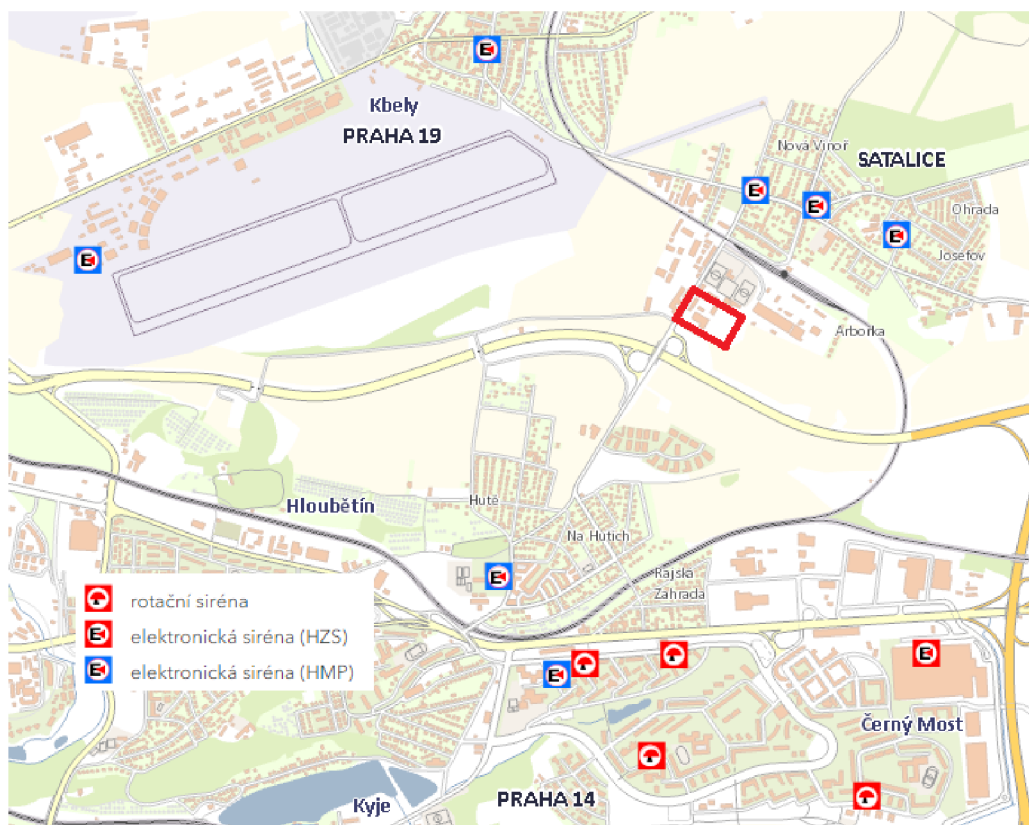 Kbely
PRAHA 19
Nová Vinoř
SATALICE
Ohrada
Josefov
Arborka
Hloubětín
Hutě
Na Hutích
Rajská
Zahrada
rotační siréna
elektronická siréna (HZS)
elektronická siréna (HMP)
E
E
E
E
E
E
E
E
E
E
Černý Most
PRAHA 14
Kyje